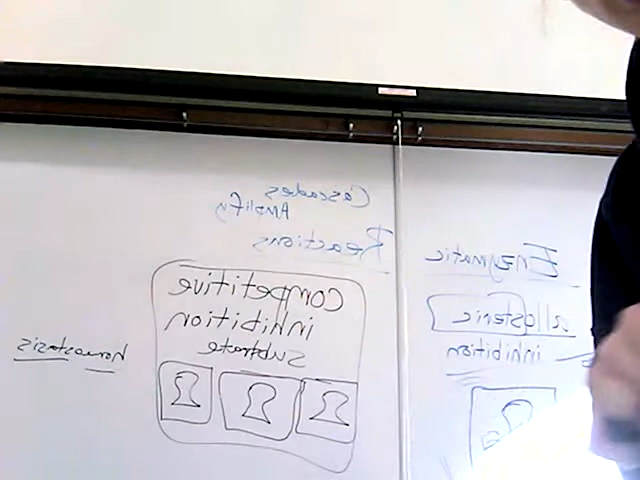 Enzymatic Reactions
Cascades
Amplify
allosteric
inhibition
competitive
inhibition
substrate
homeostasis